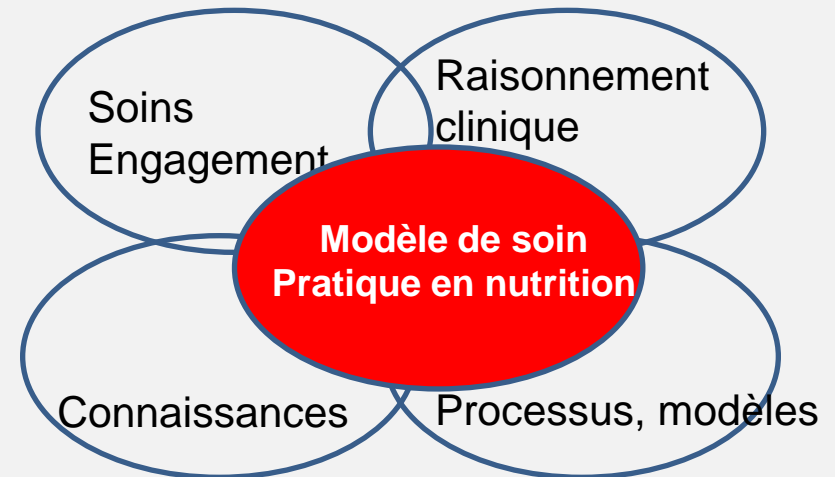 Soins
Engagement
Raisonnement
clinique
Modèle de soin
Pratique en nutrition
Connaissances
Processus, modèles